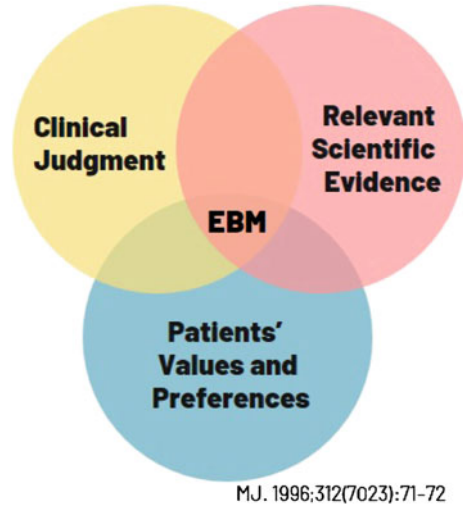 Clinical
Judgment
Relevant
Scientific
Evidence
EBM
Patients'
Values and
Preferences
MJ. 1996;312(7023):71-72